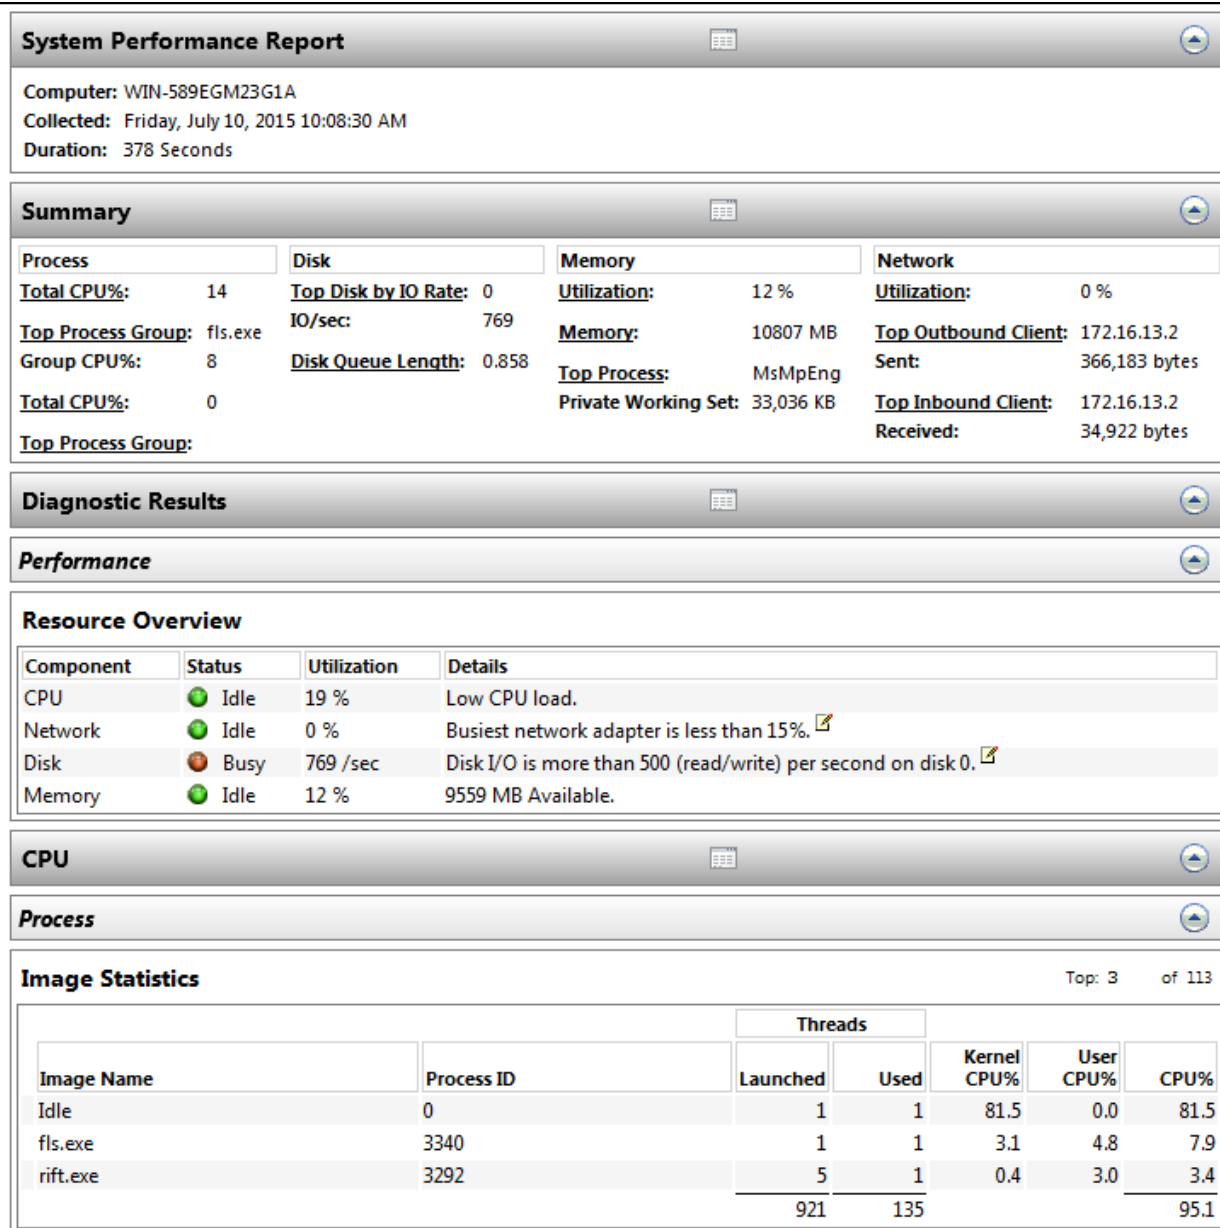 System Performance Report
Computer: WIN-589EGM23G1A
Collected: Friday, July 10, 2015 10:08:30 AM
Duration: 378 Seconds
Summary
Process Disk Memory Network
Total CPU%: 14 Top Disk by IO Rate: 0 Utilization: 12 % Utilization: 0 %
Top Process Group: fls.exe IO/sec: 769 Memory: 10807 MB Top Outbound Client: 172.16.13.2
Group CPU%: 8 Disk Queue Length: 0.858 Top Process: MsMpEng Sent: 366,183 bytes
Total CPU%: 0 Private Working Set: 33,036 KB Top Inbound Client: 172.16.13.2
Top Process Group: Received: 34,922 bytes
Diagnostic Results
Performance
Resource Overview
Component Status Utilization Details
CPU Idle 19 % Low CPU load.
Network Idle 0 % Busiest network adapter is less than 15%.
Disk Busy 769 /sec Disk I/O is more than 500 (read/write) per second on disk 0.
Memory Idle 12 % 9559 MB Available.
CPU
Process
Image Statistics Top: 3 of 113
Threads
Image Name Process ID Launched Used Kernel CPU% User CPU% CPU%
Idle 0 1 1 81.5 0.0 81.5
fls.exe 3340 1 1 3.1 4.8 7.9
rift.exe 3292 5 1 0.4 3.0 3.4
921 135 95.1